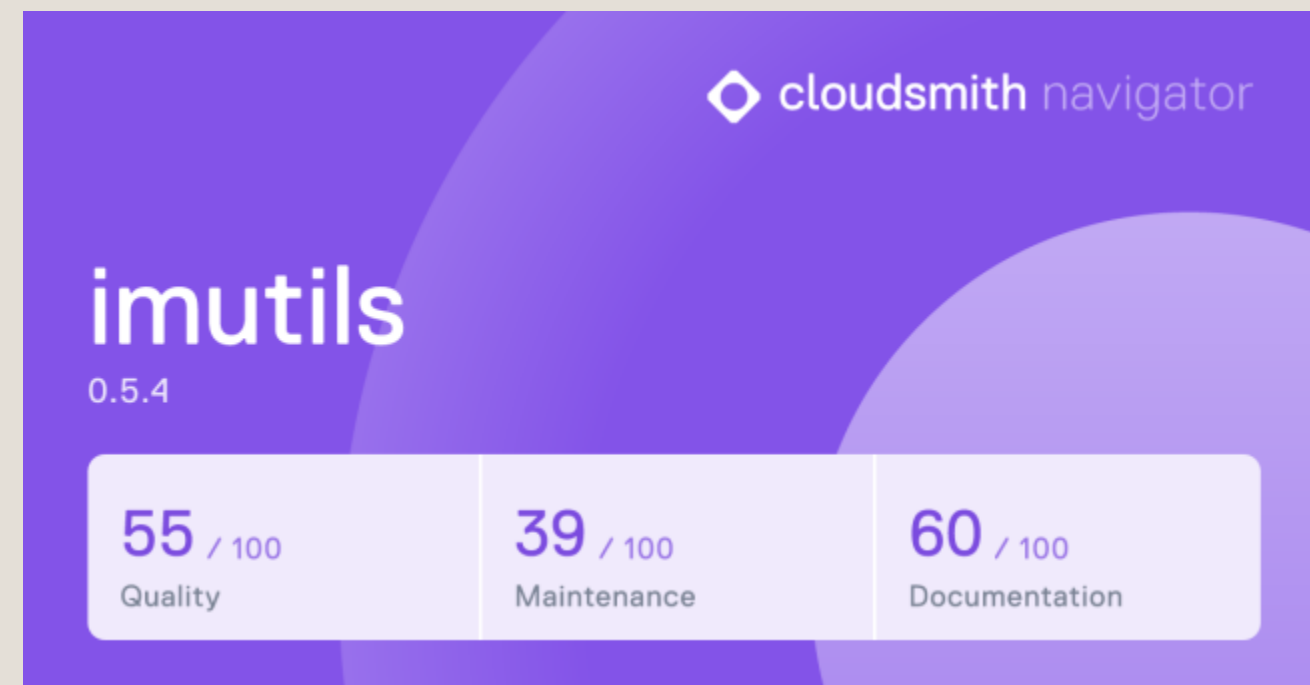 cloudsmith navigator
imutils
0.5.4
55 / 100
Quality
39 / 100
Maintenance
60 / 100
Documentation